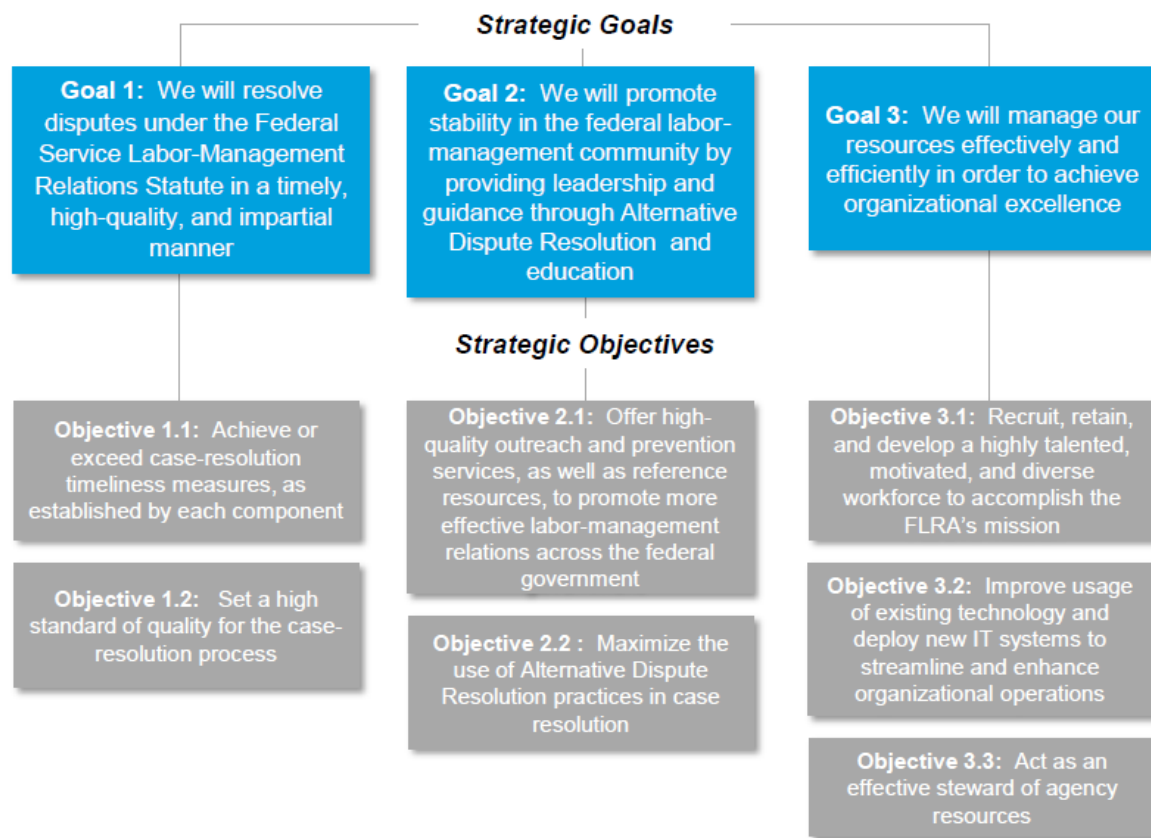 Strategic Goals
Goal 1:  We will resolve
disputes under the Federal
Service Labor-Management
Relations Statute in a timely,
high-quality, and impartial
manner
Goal 2:  We will promote
stability in the federal labor-
management community by
providing leadership and
guidance through Alternative
Dispute Resolution  and
education
Goal 3:  We will manage our
resources effectively and
efficiently in order to achieve
organizational excellence
Strategic Objectives
Objective 1.1:  Achieve or
exceed case-resolution
timeliness measures, as
established by each component
Objective 1.2:   Set a high
standard of quality for the case-
resolution process
Objective 2.1:  Offer high-
quality outreach and prevention
services, as well as reference
resources, to promote more
effective labor-management
relations across the federal
government
Objective 2.2 :  Maximize the
use of Alternative Dispute
Resolution practices in case
resolution
Objective 3.1:  Recruit, retain,
and develop a highly talented,
motivated, and diverse
workforce to accomplish the
FLRA's mission
Objective 3.2:  Improve usage
of existing technology and
deploy new IT systems to
streamline and enhance
organizational operations
Objective 3.3:  Act as an
effective steward of agency
resources